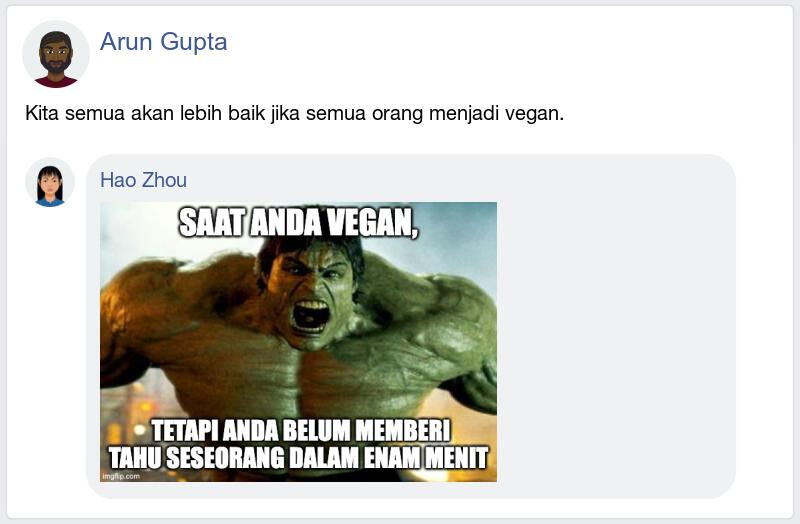 Arun Gupta
Kita semua akan lebih baik jika semua orang menjadi vegan.
Hao Zhou
SAAT ANDA VEGAN,
TETAPI ANDA BELUM MEMBERI
TAHU SESEORANG DALAM ENAM MENIT
imgflip.com